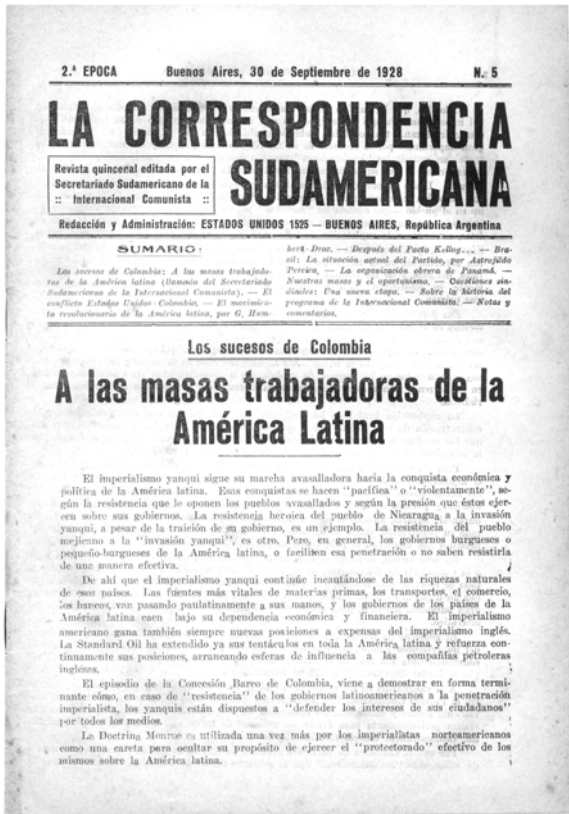 2.ª EPOCA Buenos Aires, 30 de Septiembre de 1928 N.º 5
LA CORRESPONDENCIA
SUDAMERICANA
Revista quincenal editada por el
Secretariado Sudamericano de la
:: Internacional Comunista ::
Redacción y Administración: ESTADOS UNIDOS 1525 — BUENOS AIRES, República Argentina
SUMARIO:
Los sucesos de Colombia: A las masas trabajado-
ras de la América latina (llamado del Secretariado
Sudamericano de la Internacional Comunista). — El
conflicto Estados Unidos-Colombia. — El movimien-
to revolucionario de la América latina, por G. Hum-
bert-Droz. — Después del Pacto Kellog... — Bra-
sil: La situación actual del Partido, por Astrojildo
Pereira. — La organización obrera de Panamá. —
Nuestras masas y el oportunismo. — Cuestiones sin-
dicales: Una nueva etapa. — Sobre la historia del
programa de la Internacional Comunista. — Notas y
comentarios.
Los sucesos de Colombia
A las masas trabajadoras de la
América Latina
El imperialismo yanqui sigue su marcha avasalladora hacia la conquista económica y
política de la América latina. Esas conquistas se hacen "pacífica" o "violentamente", se-
gún la resistencia que le oponen los pueblos avasallados y según la presión que éstos ejer-
cen sobre sus gobiernos. La resistencia heroica del pueblo de Nicaragua a la invasión
yanqui, a pesar de la traición de su gobierno, es un ejemplo. La resistencia del pueblo
mejicano a la "invasión yanqui", es otro. Pero, en general, los gobiernos burgueses o
pequeño-burgueses de la América latina, o faciliten esa penetración o no saben resistirla
de una manera efectiva.
De ahí que el imperialismo yanqui continúe incautándose de las riquezas naturales
de esos países. Las fuentes más vitales de materias primas, los transportes, el comercio,
los bancos, van pasando paulatinamente a sus manos, y los gobiernos de los países de la
América latina caen bajo su dependencia económica y financiera. El imperialismo
americano gana también siempre nuevas posiciones a expensas del imperialismo inglés.
La Standard Oil ha extendido ya sus tentáculos en toda la América latina y refuerza con-
tinuamente sus posiciones, arrancando esferas de influencia a las compañías petroleras
inglesas.
El episodio de la Concesión Barco de Colombia, viene a demostrar en forma termi-
nante cómo, en caso de "resistencia" de los gobiernos latinoamericanos a la penetración
imperialista, los yanquis están dispuestos a "defender los intereses de sus ciudadanos"
por todos los medios.
La Doctrina Monroe es utilizada una vez más por los imperialistas norteamericanos
como una careta para ocultar su propósito de ejercer el "protectorado" efectivo de los
mismos sobre la América latina.